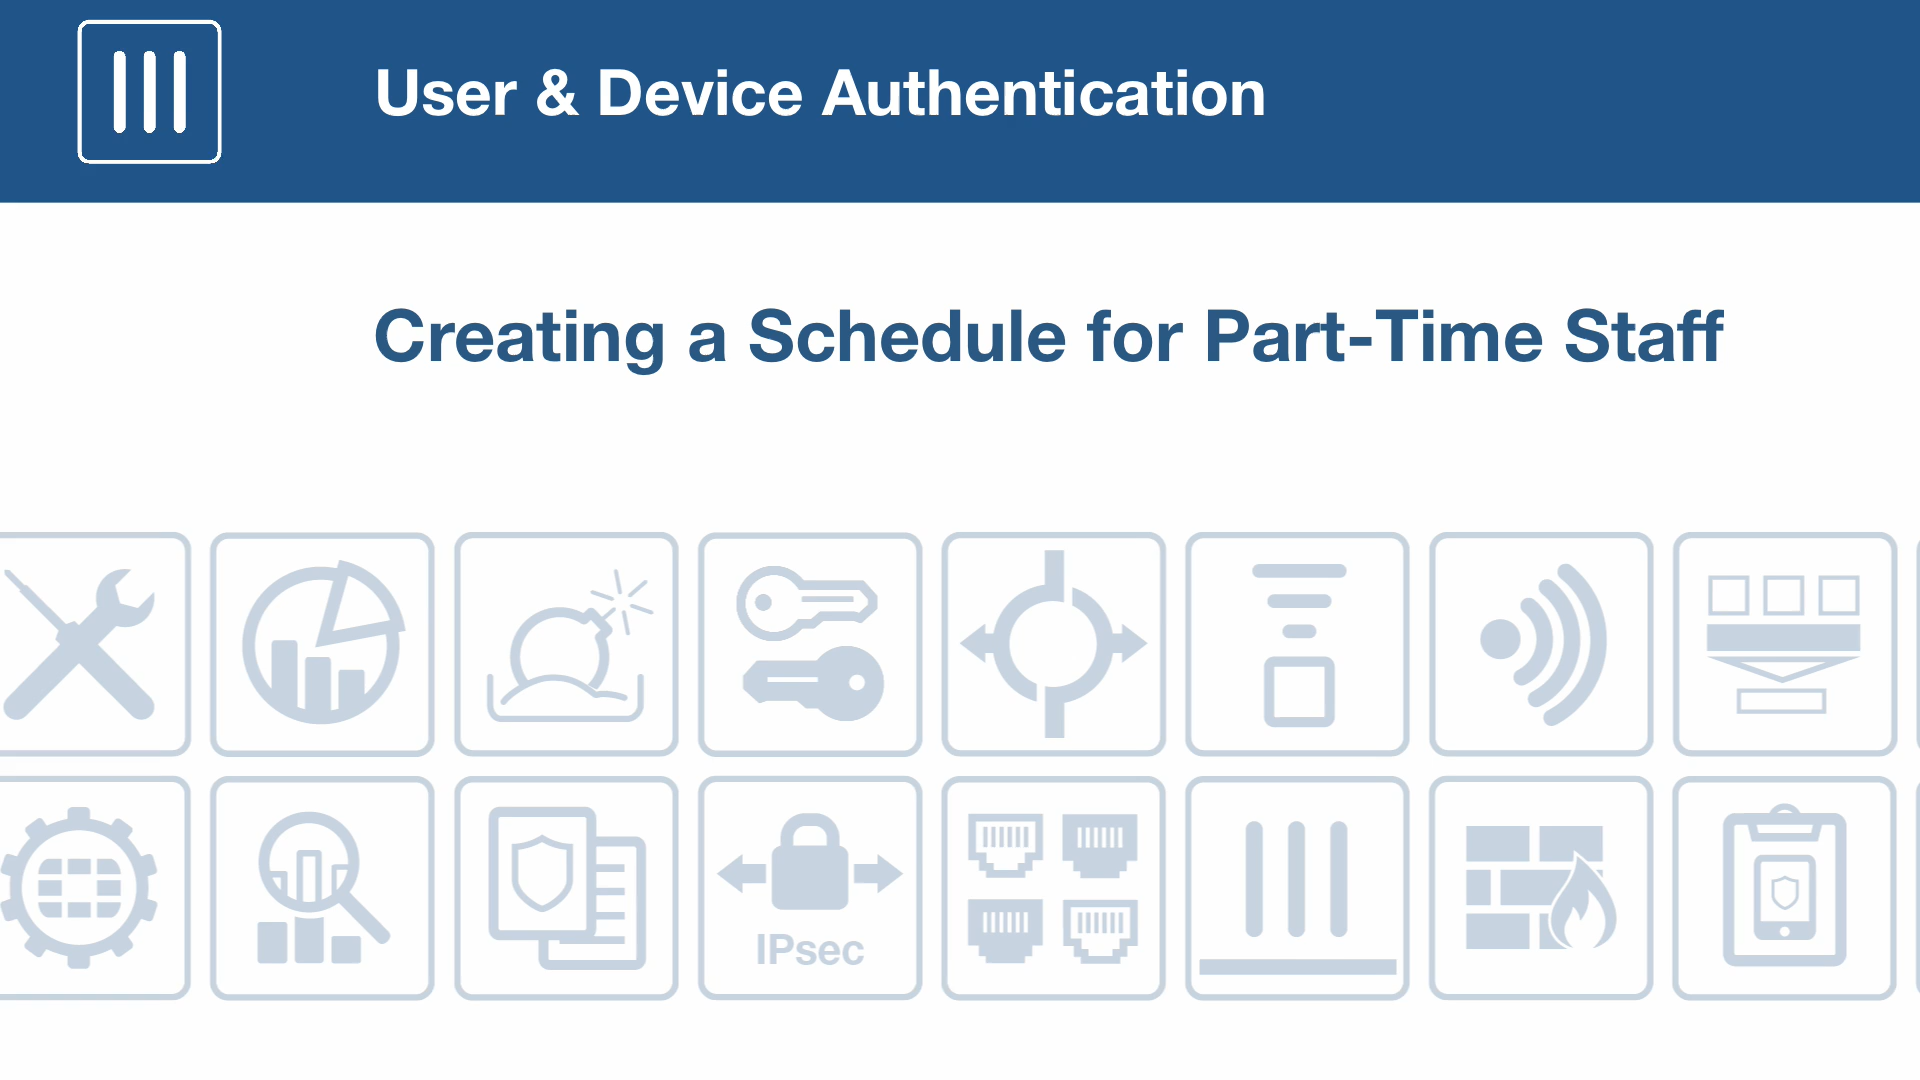 User & Device Authentication
Creating a Schedule for Part-Time Staff
IPsec